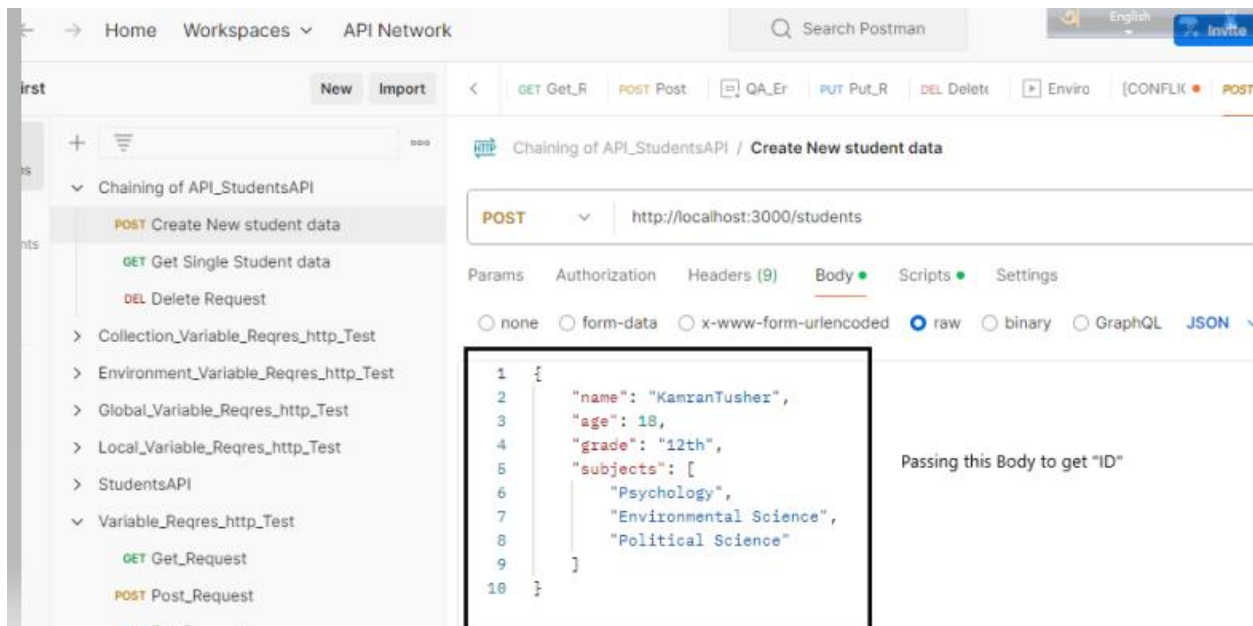 Home Workspaces API Network Search Postman English Invite
irst New Import GET Get_R POST Post QA_Er PUT Put_R DEL Delete Enviro [CONFLIC POST
HTTP Chaining of API_StudentsAPI / Create New student data
Chaining of API_StudentsAPI
POST Create New student data
GET Get Single Student data
DEL Delete Request
Collection_Variable_Reqres_http_Test
Environment_Variable_Reqres_http_Test
Global_Variable_Reqres_http_Test
Local_Variable_Reqres_http_Test
StudentsAPI
Variable_Reqres_http_Test
GET Get_Request
POST Post_Request
POST http://localhost:3000/students
Params Authorization Headers (9) Body Scripts Settings
none form-data x-www-form-urlencoded raw binary GraphQL JSON
1 {
2 "name": "KamranTusher",
3 "age": 18,
4 "grade": "12th",
5 "subjects": [
6 "Psychology",
7 "Environmental Science",
8 "Political Science"
9 ]
10 }
Passing this Body to get "ID"